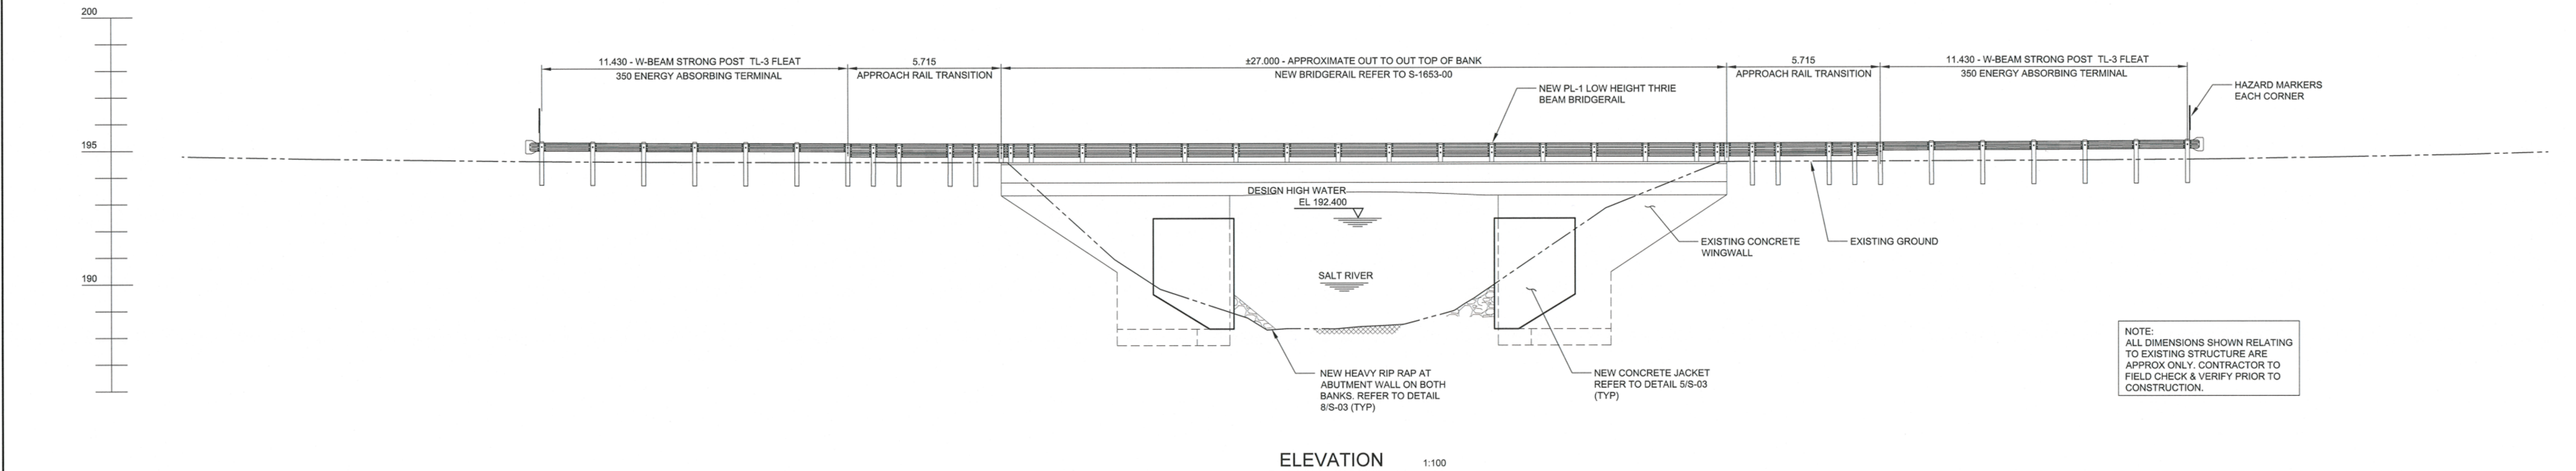 200
11.430 - W-BEAM STRONG POST TL-3 FLEAT
350 ENERGY ABSORBING TERMINAL
5.715
APPROACH RAIL TRANSITION
±27.000 - APPROXIMATE OUT TO OUT TOP OF BANK
NEW BRIDGERAIL REFER TO S-1653-00
5.715
APPROACH RAIL TRANSITION
11.430 - W-BEAM STRONG POST TL-3 FLEAT
350 ENERGY ABSORBING TERMINAL
NEW PL-1 LOW HEIGHT THRIE
BEAM BRIDGERAIL
HAZARD MARKERS
EACH CORNER
195
DESIGN HIGH WATER
EL 192.400
EXISTING CONCRETE
WINGWALL
EXISTING GROUND
190
SALT RIVER
NEW HEAVY RIP RAP AT
ABUTMENT WALL ON BOTH
BANKS. REFER TO DETAIL
8/S-03 (TYP)
NEW CONCRETE JACKET
REFER TO DETAIL 5/S-03
(TYP)
NOTE:
ALL DIMENSIONS SHOWN RELATING
TO EXISTING STRUCTURE ARE
APPROX ONLY. CONTRACTOR TO
FIELD CHECK & VERIFY PRIOR TO
CONSTRUCTION.
ELEVATION 1:100